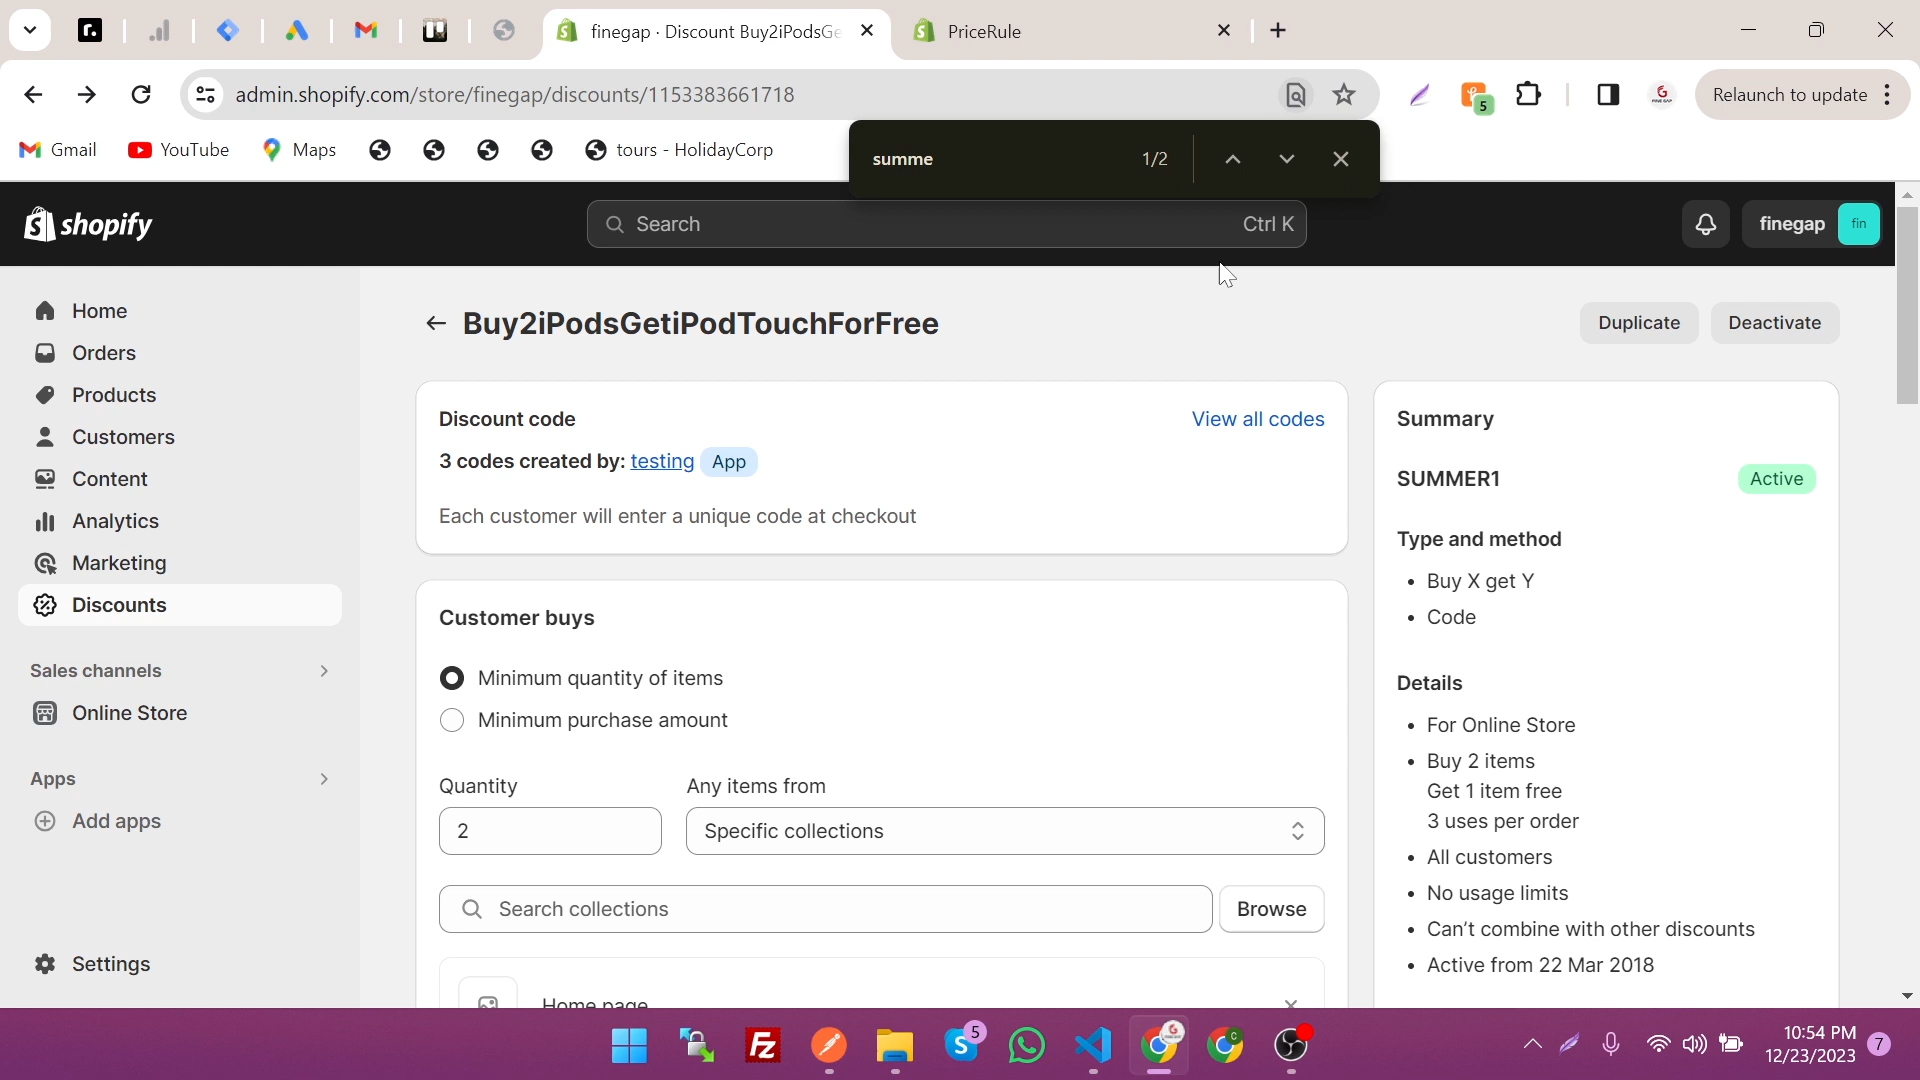 finegap · Discount Buy2iPodsGe
PriceRule
admin.shopify.com/store/finegap/discounts/1153383661718
5
Relaunch to update
Gmail
YouTube
Maps
tours - HolidayCorp
summe
1/2
shopify
Search
Ctrl K
finegap
fin
Home
Orders
Products
Customers
Content
Analytics
Marketing
Discounts
Sales channels
Online Store
Apps
Add apps
Settings
Buy2iPodsGetiPodTouchForFree
Duplicate
Deactivate
Discount code
View all codes
3 codes created by: testing App
Each customer will enter a unique code at checkout
Customer buys
Minimum quantity of items
Minimum purchase amount
Quantity
Any items from
2
Specific collections
Search collections
Browse
Home page
Summary
SUMMER1
Active
Type and method
• Buy X get Y
• Code
Details
• For Online Store
• Buy 2 items
Get 1 item free
3 uses per order
• All customers
• No usage limits
• Can't combine with other discounts
• Active from 22 Mar 2018
5
10:54 PM
12/23/2023
7